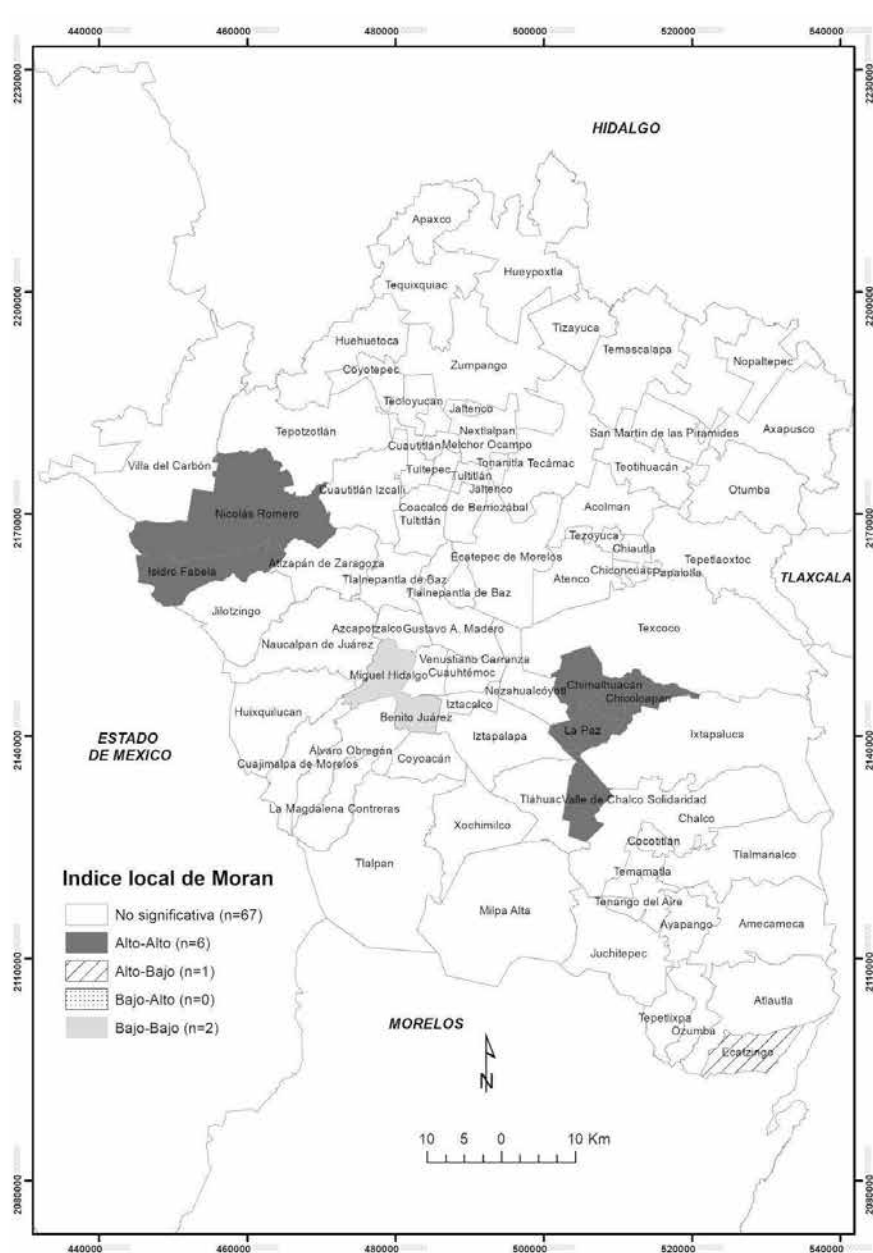 440000 460000 480000 500000 520000 540000
2230000
HIDALGO
Apaxco
Hueypoxtla
Tequixquiac
2200000 2200000
Tizayuca
Huehuetoca
Temascalapa
Nopaltepec
Zumpango
Coyotepec
Teoloyucan
Jaltenco
Axapusco
Tepotzotlán
Nextlalpan
San Martín de las Pirámides
Cuautitlán
Melchor Ocampo
Villa del Carbón
Tultepec
Tonanitla
Tecámac
Teotihuacán
Tultitlán
Cuautitlán Izcalli
Jaltenco
Otumba
Coacalco de Berriozábal
Acolman
Nicolás Romero
Tultitlán
2170000 2170000
Tezoyuca
Chiautla
Ecatepec de Morelos
Tepetlaoxtoc
Atizapán de Zaragoza
Isidro Fabela
Chiconcuac
Papalotla
TLAXCALA
Tlalnepantla de Baz
Atenco
Tlalnepantla de Baz
Jilotzingo
Azcapotzalco
Gustavo A. Madero
Texcoco
Naucalpan de Juárez
Venustiano Carranza
Miguel Hidalgo
Cuauhtémoc
Chimalhuacán
Nezahualcóyotl
Chicoloapan
Iztacalco
Huixquilucan
Benito Juárez
La Paz
Iztapalapa
Ixtapaluca
ESTADO
DE MEXICO
2140000 2140000
Álvaro Obregón
Coyoacán
Cuajimalpa de Morelos
Tláhuac
Valle de Chalco Solidaridad
La Magdalena Contreras
Chalco
Xochimilco
Cocotitlán
Tlalmanalco
Tlalpan
Temamatla
Indice local de Moran
No significativa (n=67)
Alto-Alto (n=6)
Alto-Bajo (n=1)
Bajo-Alto (n=0)
Bajo-Bajo (n=2)
Tenango del Aire
Milpa Alta
Ayapango
Amecameca
Juchitepec
2110000 2110000
Atlautla
Tepetlixpa
MORELOS
Ozumba
Ecatzingo
N
10 5 0 10 Km
2080000 2080000
440000 460000 480000 500000 520000 540000